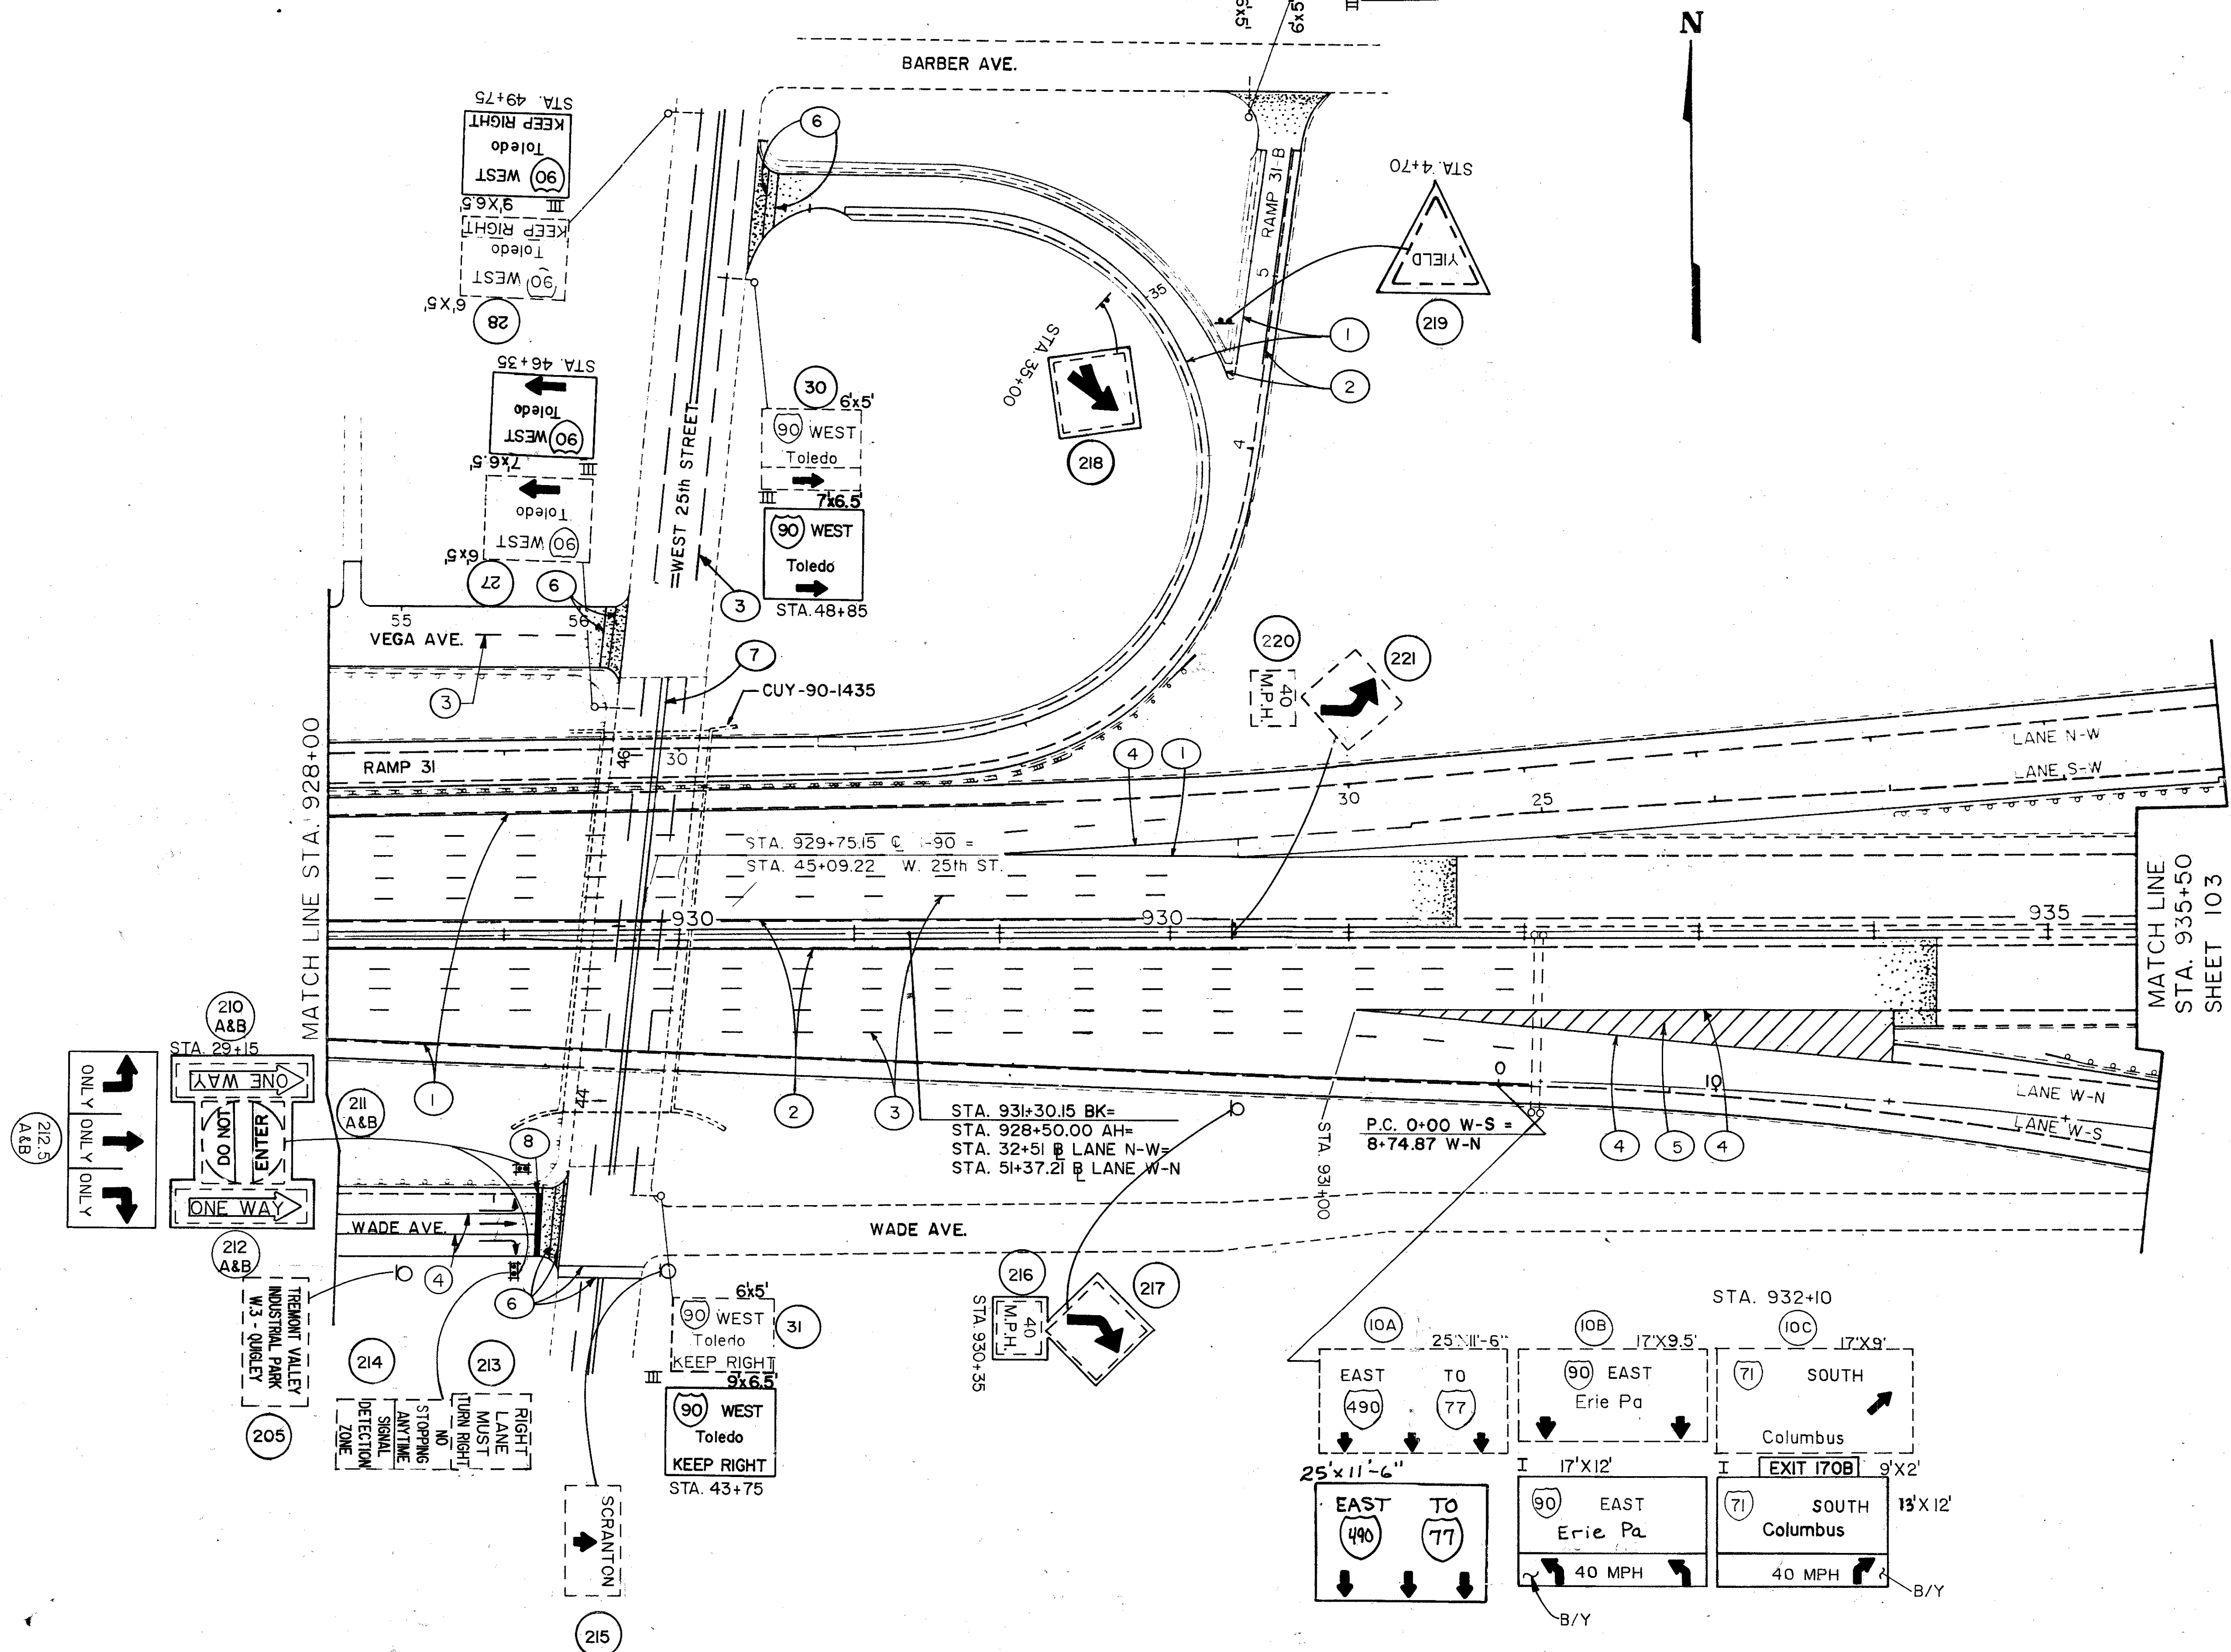 6'x5'
6'x5'
III
N
BARBER AVE.
STA. 49+75
KEEP RIGHT
Toledo
90 WEST
III 9'X6.5'
KEEP RIGHT
Toledo
90 WEST
6'X5'
28
6
RAMP 31-B
5
4
35
STA. 4+70
YIELD
219
1
2
STA. 35+00
218
STA. 46+35
Toledo
90 WEST
III 7'x6.5'
Toledo
90 WEST
6'x5'
27
6
WEST 25th STREET
30
6'x5'
90 WEST
Toledo
III 7'x6.5'
90 WEST
Toledo
STA. 48+85
3
55
56
VEGA AVE.
3
7
CUY-90-1435
220
40
M.P.H.
221
MATCH LINE STA. 928+00
RAMP 31
46
30
4
1
30
25
LANE N-W
LANE S-W
STA. 929+75.15 ℄ I-90 =
STA. 45+09.22 W. 25th ST.
930
930
935
MATCH LINE
STA. 935+50
SHEET 103
210
A&B
STA. 29+15
ONE WAY
DO NOT
ENTER
ONE WAY
211
A&B
212
A&B
212.5
A&B
ONLY
ONLY
ONLY
1
44
8
2
3
STA. 931+30.15 BK=
STA. 928+50.00 AH=
STA. 32+51 B LANE N-W=
STA. 51+37.21 B LANE W-N
STA. 931+00
0
10
P.C. 0+00 W-S =
8+74.87 W-N
4
5
4
LANE W-N
LANE W-S
WADE AVE.
WADE AVE.
4
6
TREMONT VALLEY
INDUSTRIAL PARK
W.3 - QUIGLEY
205
214
213
RIGHT
LANE
MUST
TURN RIGHT
NO
STOPPING
ANYTIME
SIGNAL
DETECTION
ZONE
6'x5'
90 WEST
Toledo
KEEP RIGHT
31
III 9'x6.5'
90 WEST
Toledo
KEEP RIGHT
STA. 43+75
SCRANTON
215
216
40
M.P.H.
STA. 930+35
217
STA. 932+10
10A
25'X11'-6"
EAST TO
490 77
10B
17'X9.5'
90 EAST
Erie Pa
10C
17'X9'
71 SOUTH
Columbus
25'x11'-6"
EAST TO
490 77
I 17'X12'
90 EAST
Erie Pa
40 MPH
B/Y
I EXIT 170B 9'X2'
71 SOUTH
Columbus
13'X12'
40 MPH
B/Y